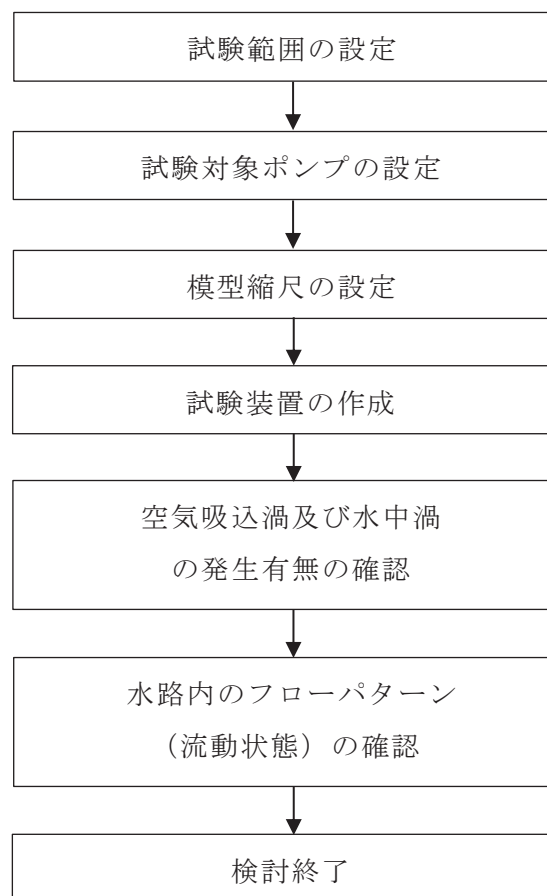 試験範囲の設定
試験対象ポンプの設定
模型縮尺の設定
試験装置の作成
空気吸込渦及び水中渦
の発生有無の確認
水路内のフローパターン
（流動状態）の確認
検討終了